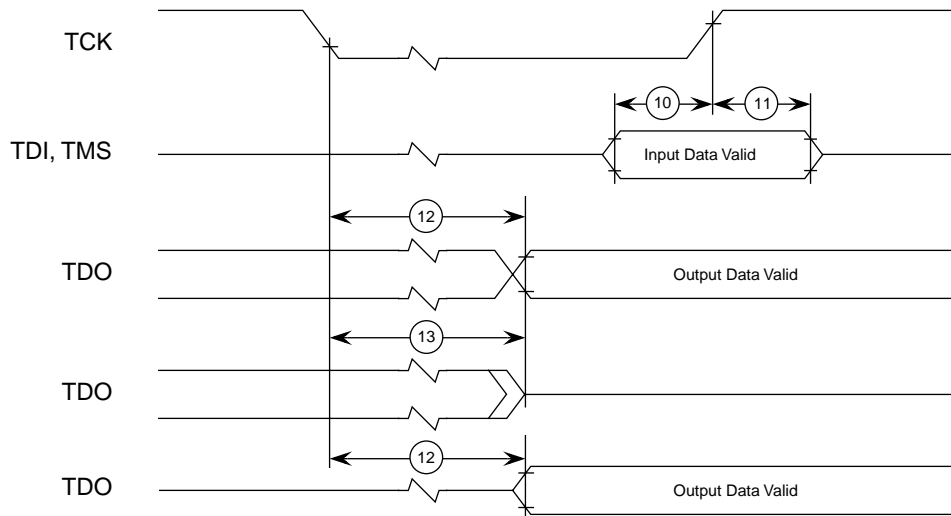 TCK
10
11
TDI, TMS
Input Data Valid
12
TDO
Output Data Valid
13
TDO
12
TDO
Output Data Valid